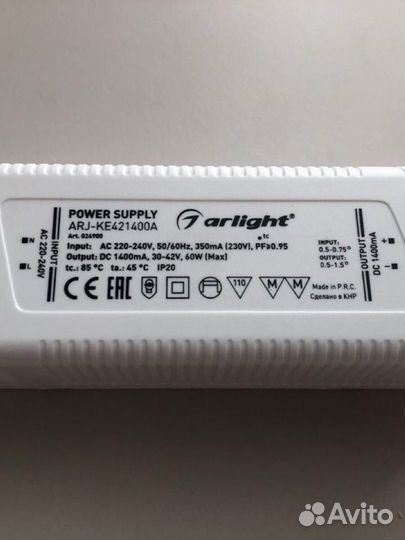 POWER SUPPLY
ARJ-KE421400A
Art. 024900
arlight®
Input: AC 220-240V, 50/60Hz, 350mA (230V), PF≥0.95
Output: DC 1400mA, 30-42V, 60W (Max)
tc.: 85 °C ta.: 45 °C IP20
tc
N
L
AC 220-240V
INPUT
INPUT:
0.5-0.75
OUTPUT:
0.5-1.5
OUTPUT
DC 1400mA
+
-
EAC
110
M
M
Made in P.R.C.
Сделано в КНР
Avito